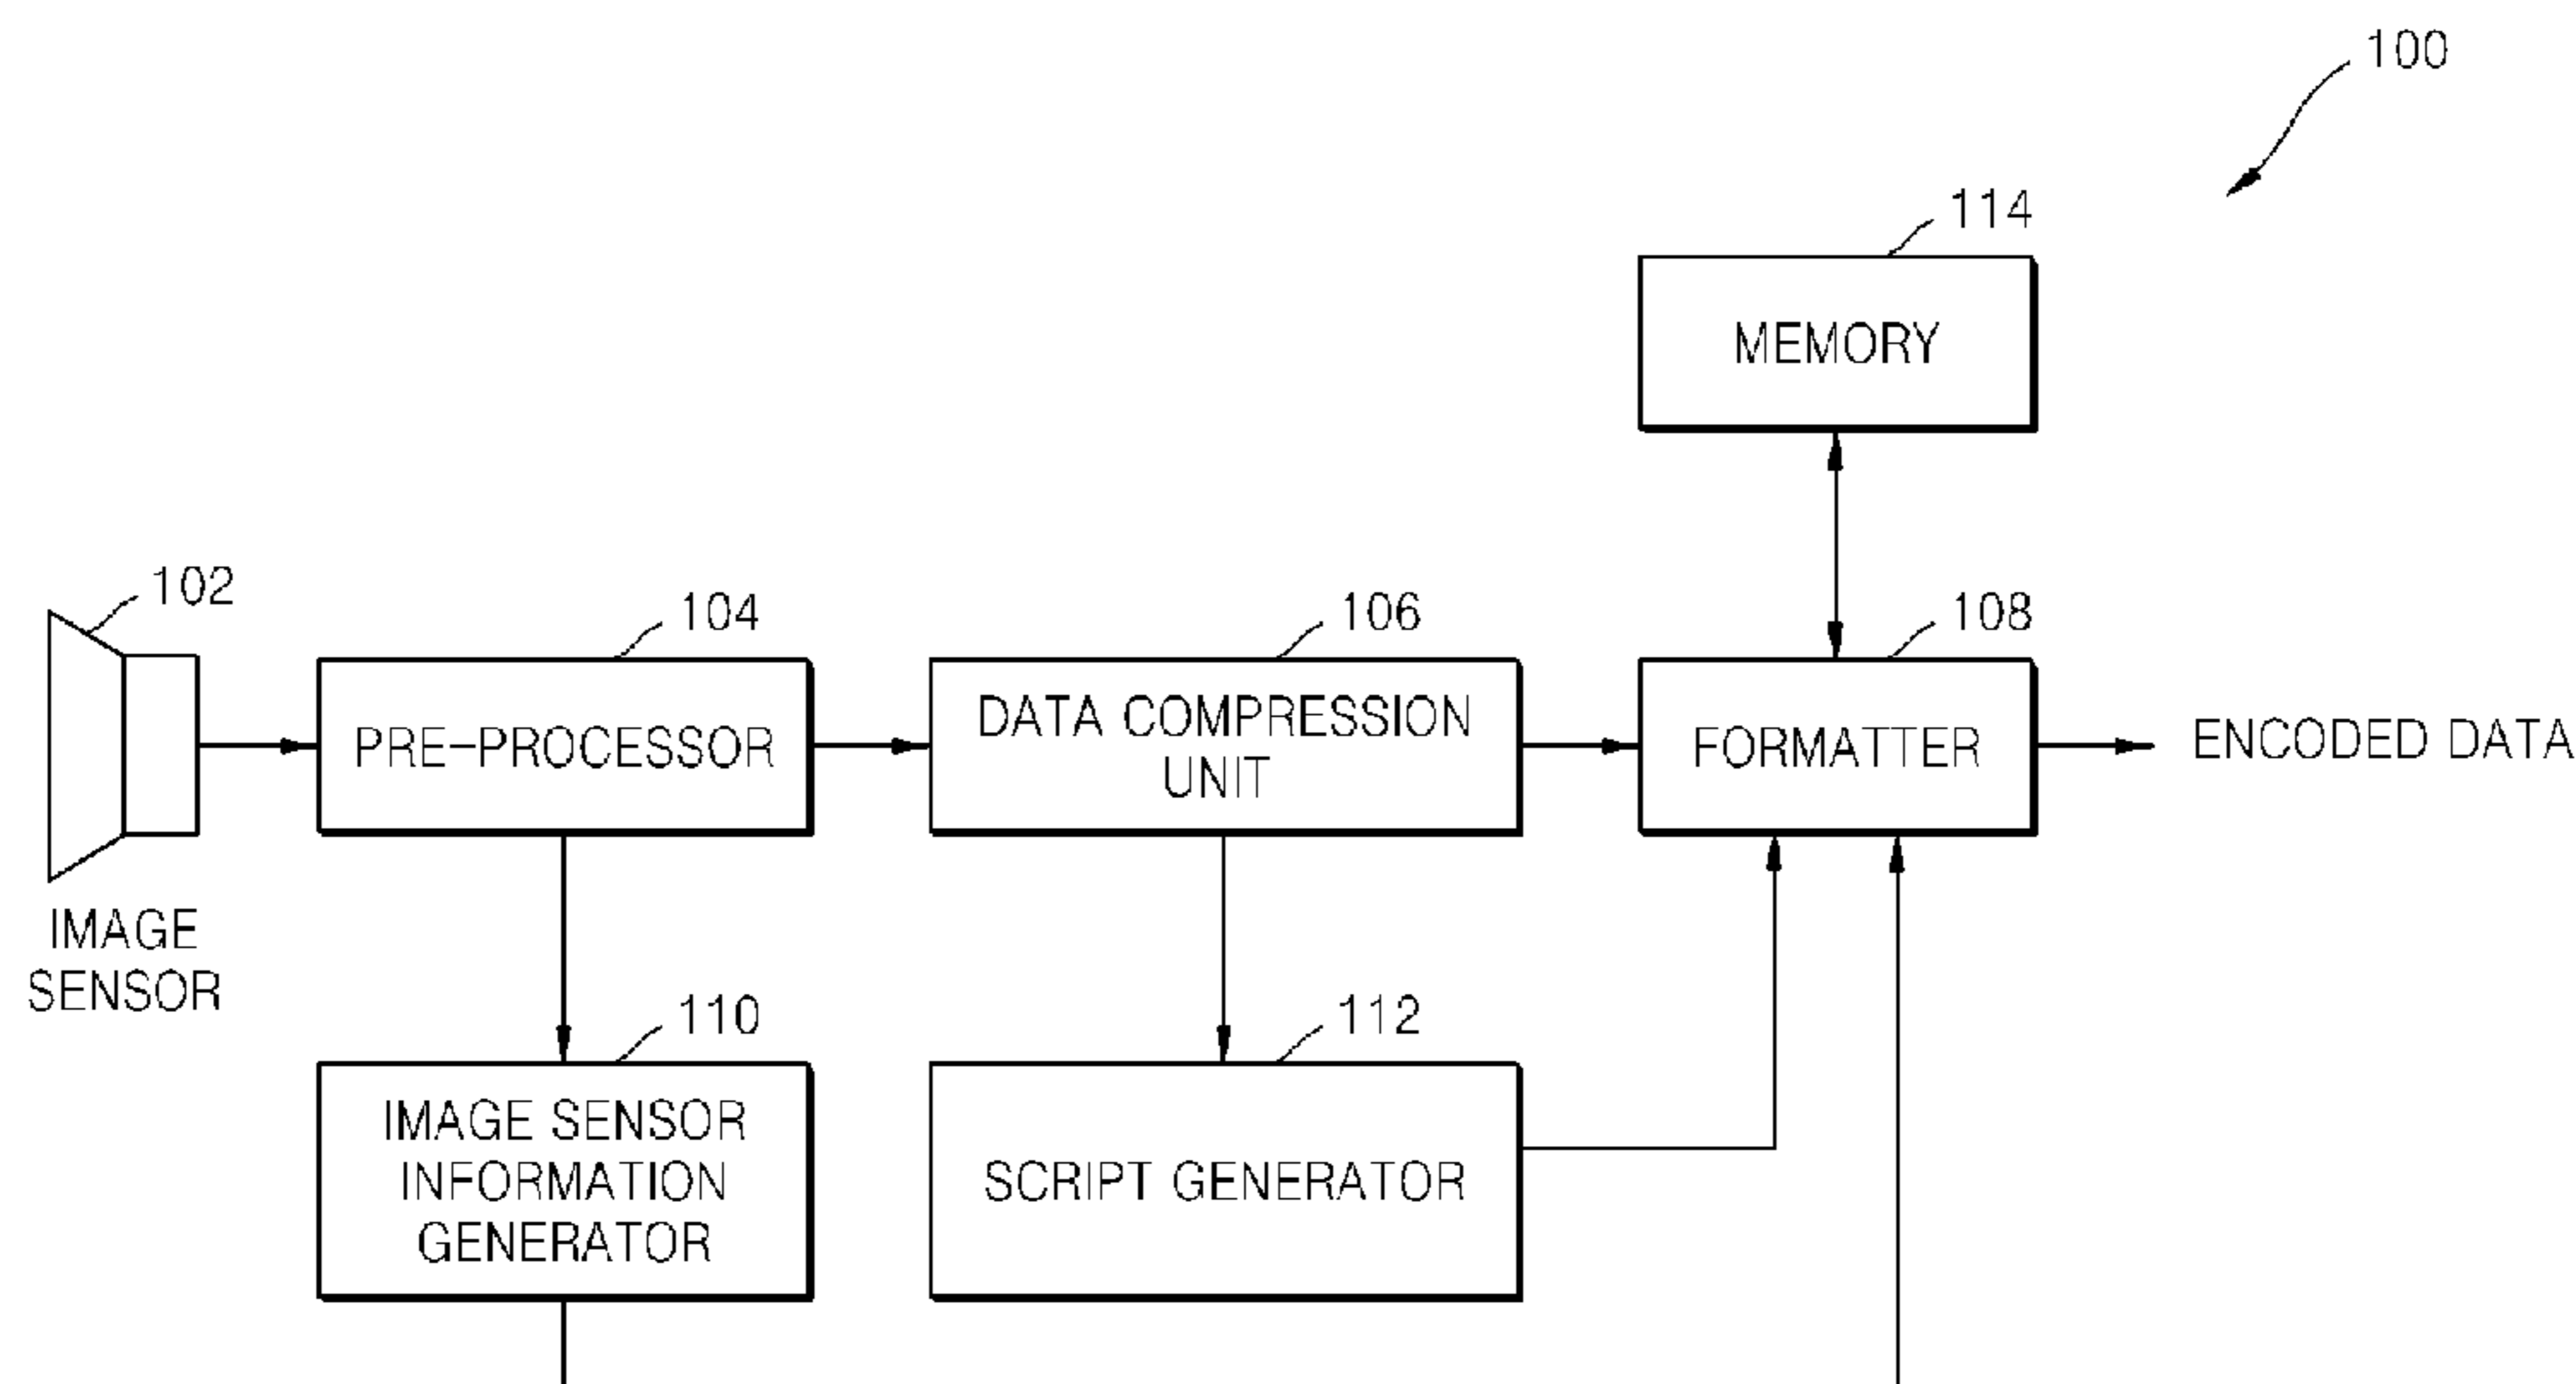 100
114
MEMORY
102
104
106
108
PRE-PROCESSOR
DATA COMPRESSION
UNIT
FORMATTER
ENCODED DATA
IMAGE
SENSOR
110
112
IMAGE SENSOR
INFORMATION
GENERATOR
SCRIPT GENERATOR